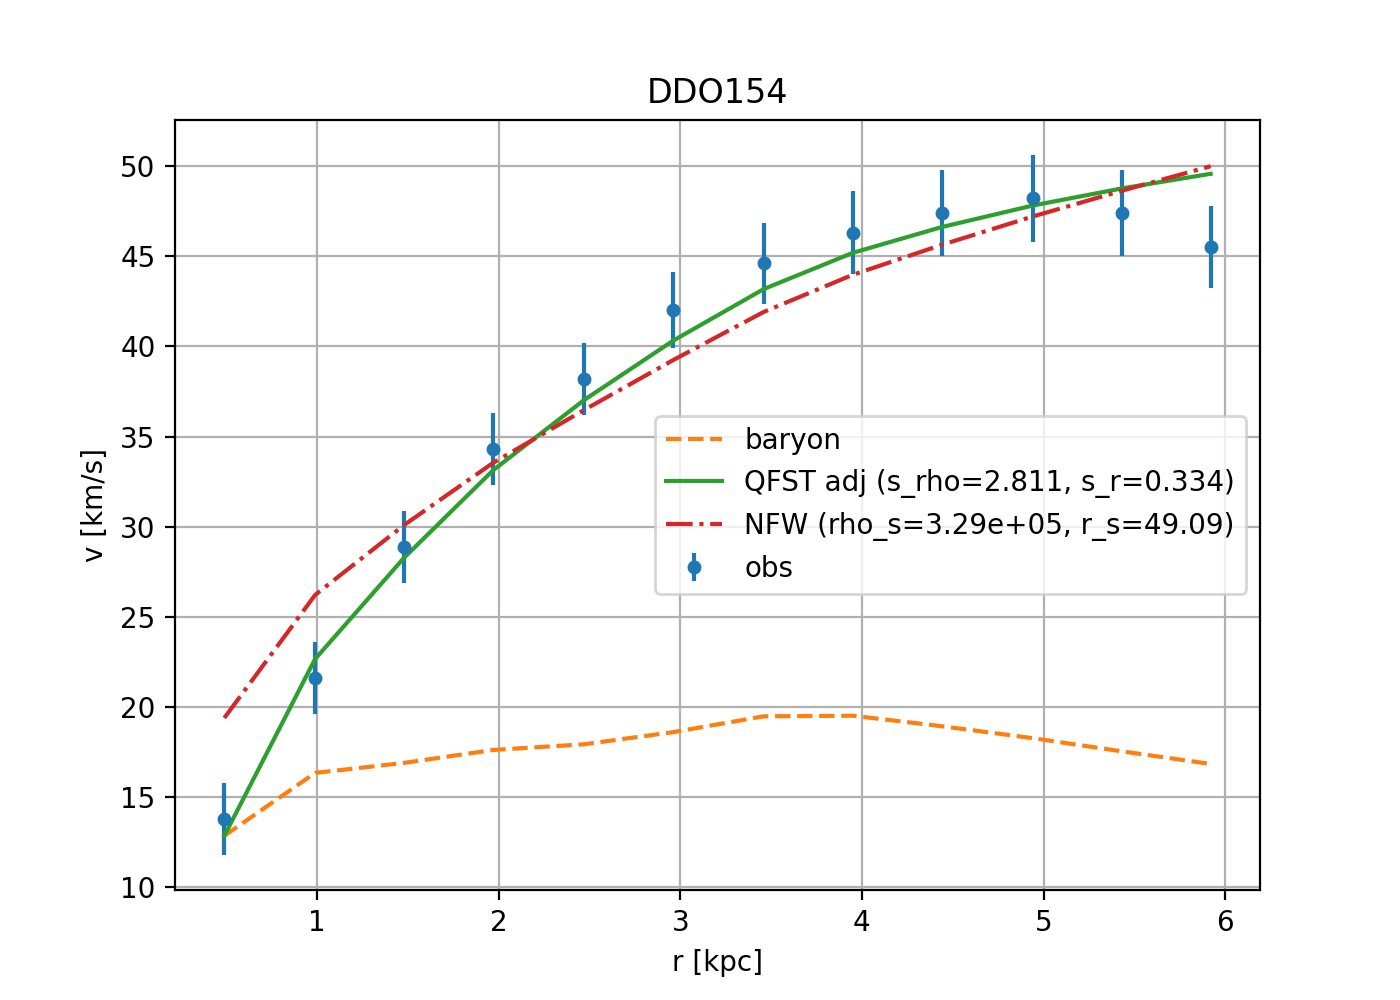 DDO154
50
45
40
35
30
25
20
15
10
v [km/s]
baryon
QFST adj (s_rho=2.811, s_r=0.334)
NFW (rho_s=3.29e+05, r_s=49.09)
obs
1 2 3 4 5 6
r [kpc]